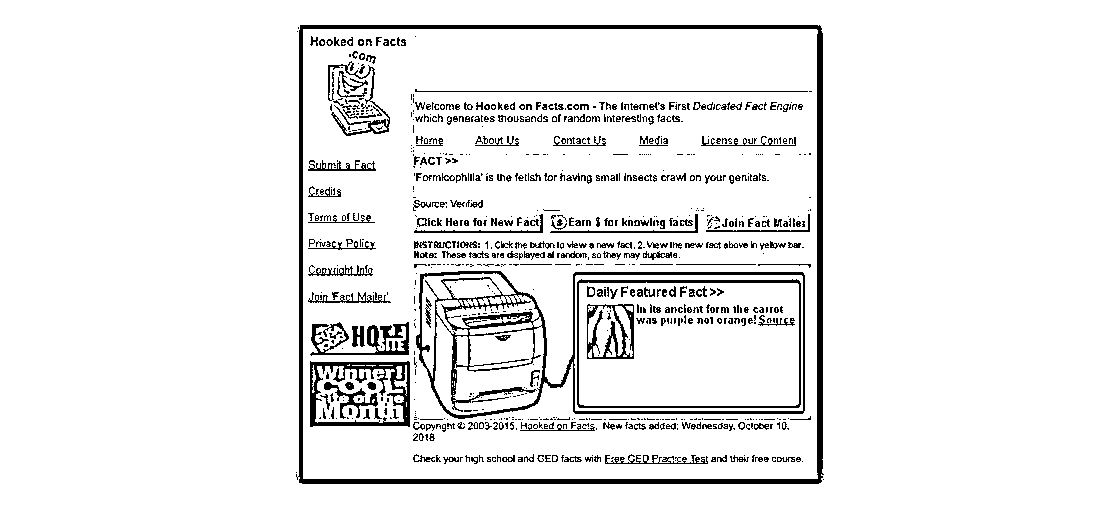 Hooked on Facts
.com
Welcome to Hooked on Facts.com - The Internet's First Dedicated Fact Engine
which generates thousands of random interesting facts.
Home About Us Contact Us Media License our Content
Submit a Fact
Credits
Terms of Use
Privacy Policy
Copyright Info
Join 'Fact Mailer'
HOT SITE
Winner!
COOL
Site of the
Month
FACT >>
'Formicophilia' is the fetish for having small insects crawl on your genitals.
Source: Verified
Click Here for New Fact Earn $ for knowing facts Join Fact Mailer
INSTRUCTIONS: 1. Click the button to view a new fact, 2. View the new fact above in yellow bar.
Note: These facts are displayed at random, so they may duplicate.
Daily Featured Fact >>
In its ancient form the carrot
was purple not orange! Source
Copyright © 2003-2015, Hooked on Facts. New facts added: Wednesday, October 10,
2018
Check your high school and GED facts with Free GED Practice Test and their free course.